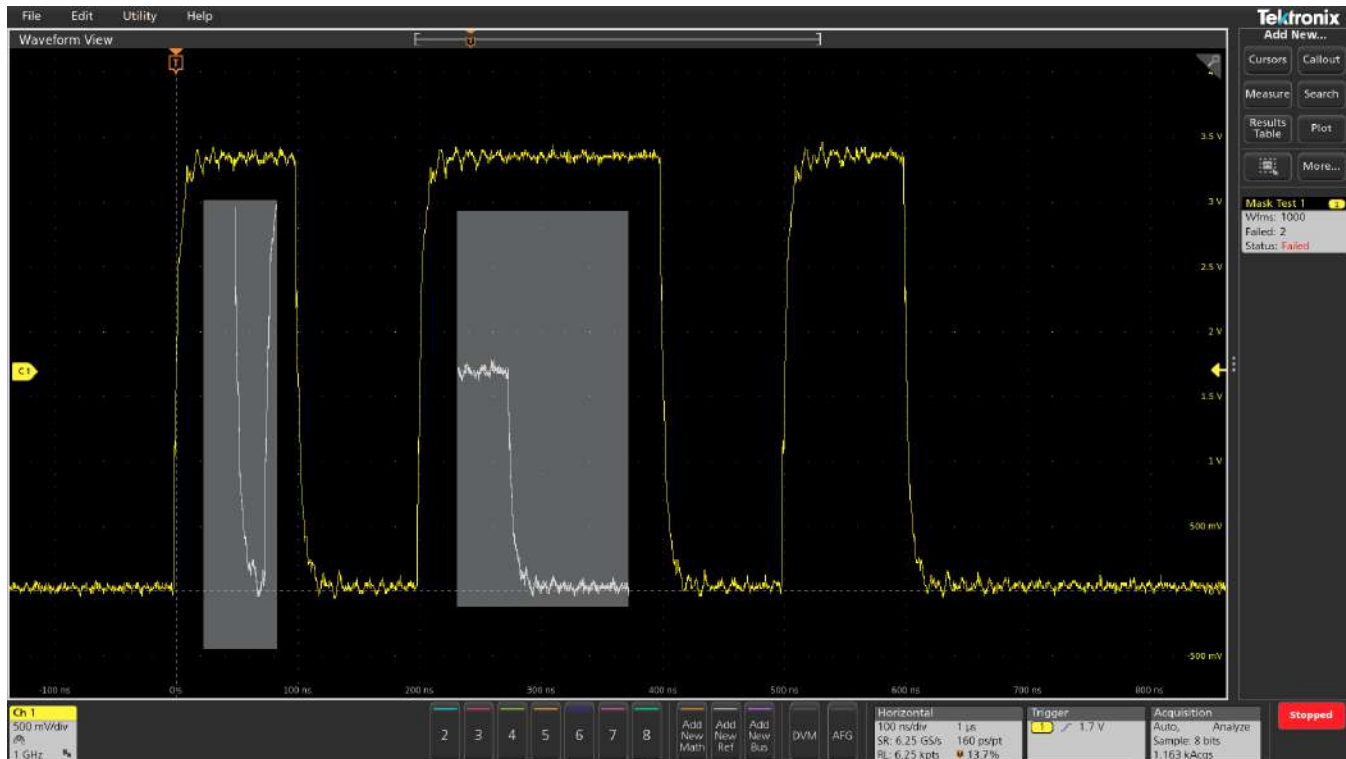 File Edit Utility Help
Tektronix
Waveform View
Add New...
U
T
Cursors Callout
Measure Search
Results Table Plot
More...
Mask Test 1 1
Wfms: 1000
Failed: 2
Status: Failed
3.5 V
3 V
2.5 V
2 V
C1
1.5 V
1 V
500 mV
-500 mV
-100 ns 0s 100 ns 200 ns 300 ns 400 ns 500 ns 600 ns 700 ns 800 ns
Ch 1
500 mV/div
1 GHz
2 3 4 5 6 7 8
Add New Math
Add New Ref
Add New Bus
DVM AFG
Horizontal
100 ns/div 1 µs
SR: 6.25 GS/s 160 ps/pt
RL: 6.25 kpts 13.7%
Trigger
1 1.7 V
Acquisition
Auto, Analyze
Sample: 8 bits
1.163 kAcqs
Stopped